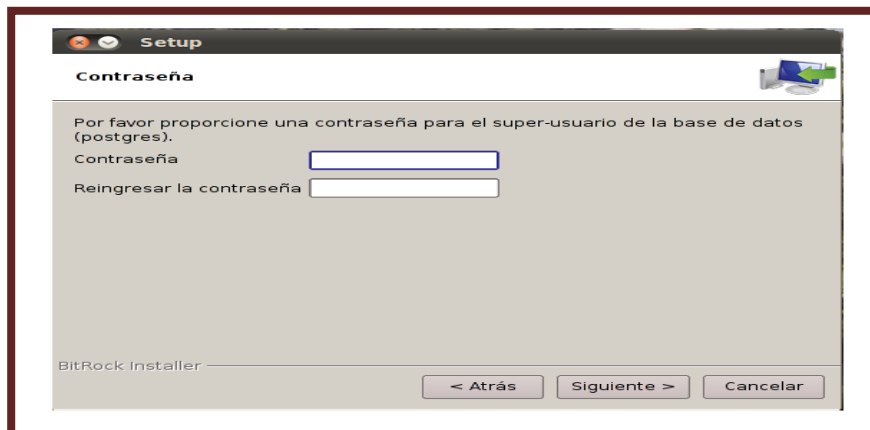 Setup
Contraseña
Por favor proporcione una contraseña para el super-usuario de la base de datos
(postgres).
Contraseña
Reingresar la contraseña
BitRock Installer
< Atrás
Siguiente >
Cancelar